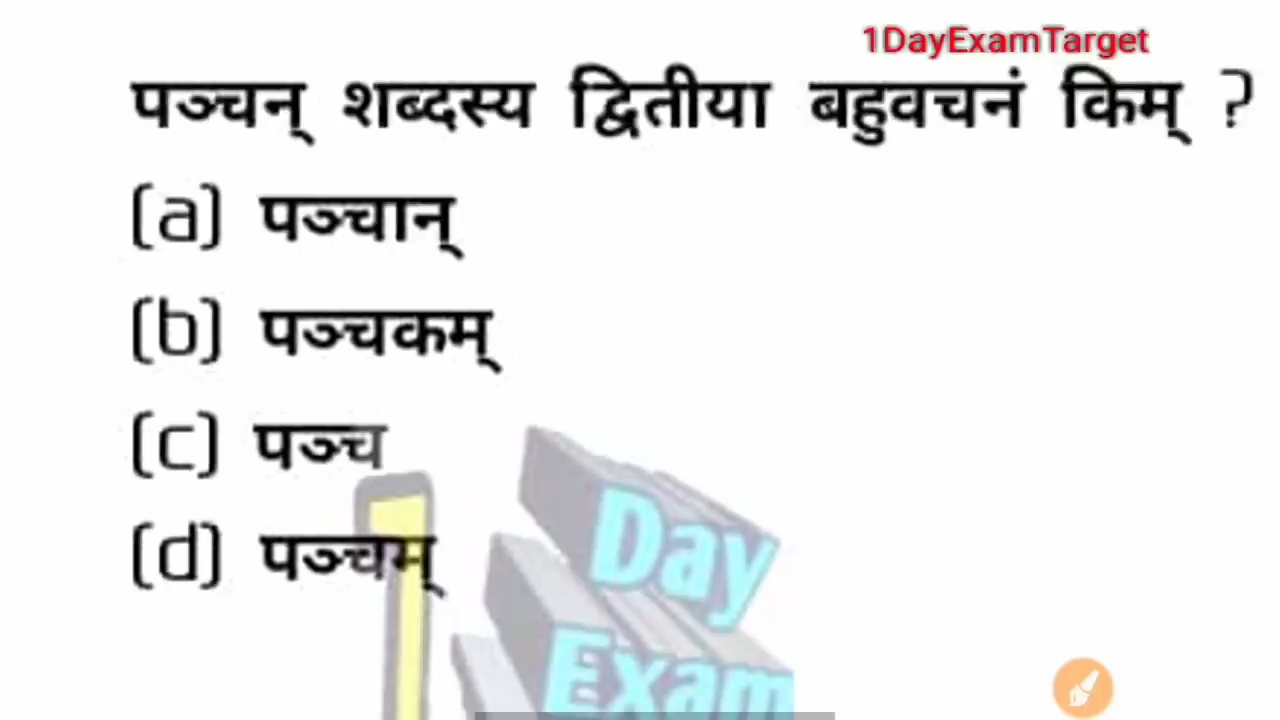 1DayExamTarget
पञ्चन् शब्दस्य द्वितीया बहुवचनं किम् ?
(a) पञ्चान्
(b) पञ्चकम्
(c) पञ्च
(d) पञ्चम्
Day
Exam